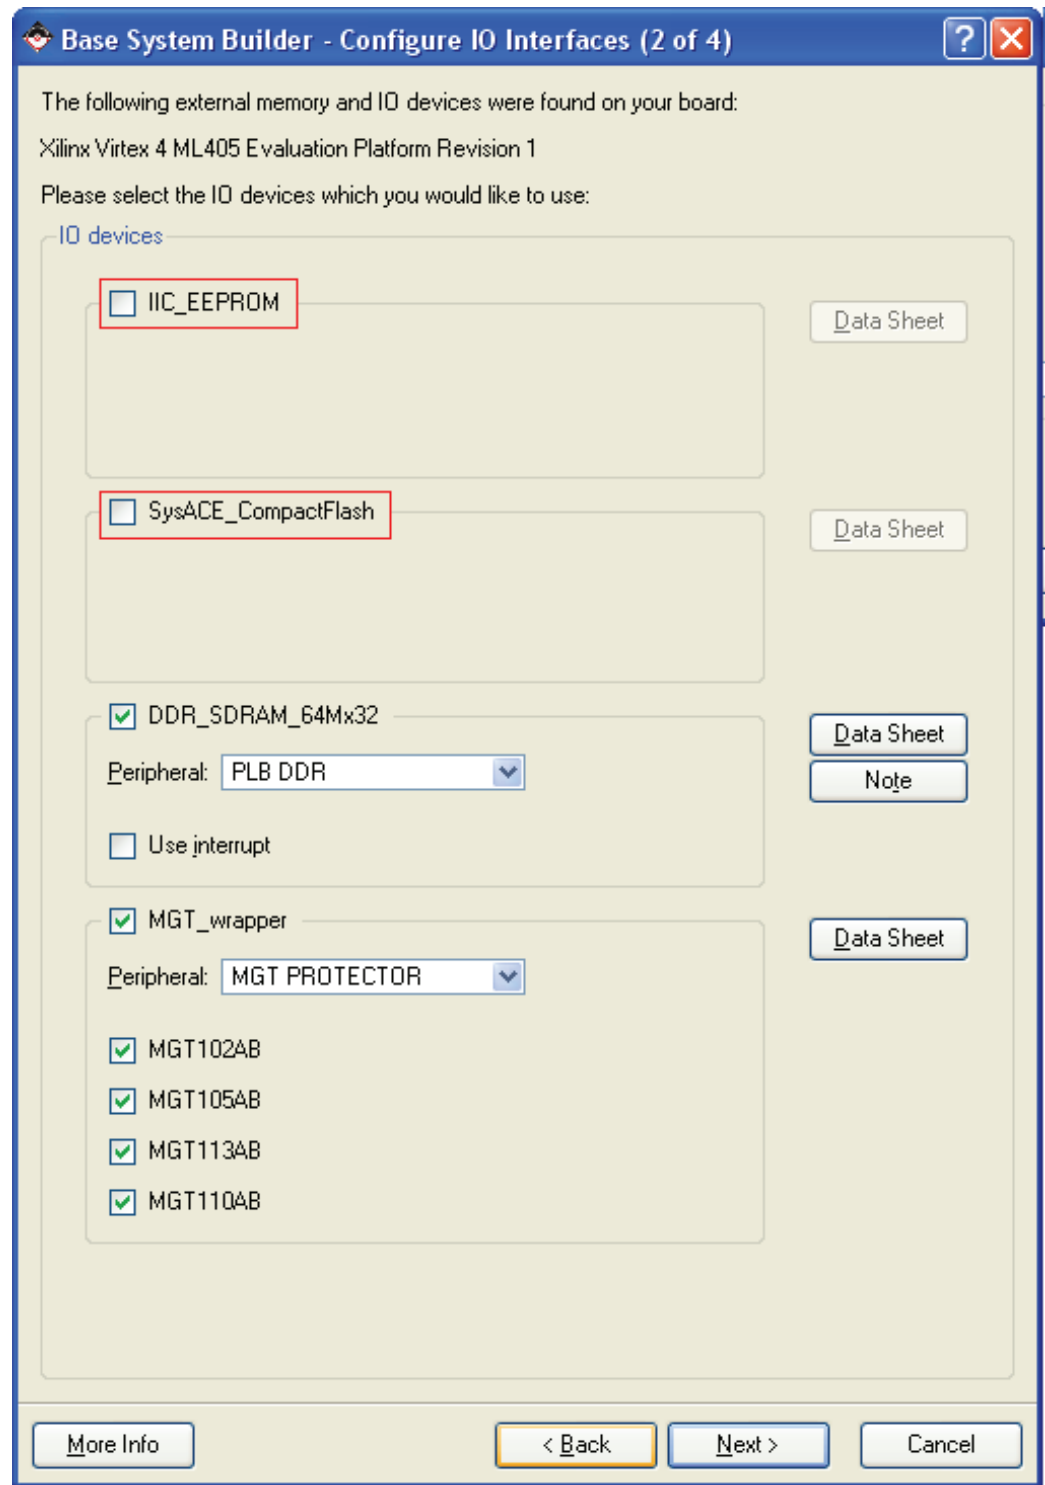 Base System Builder - Configure IO Interfaces (2 of 4)
The following external memory and IO devices were found on your board:
Xilinx Virtex 4 ML405 Evaluation Platform Revision 1
Please select the IO devices which you would like to use:
IO devices
IIC_EEPROM
Data Sheet
SysACE_CompactFlash
Data Sheet
DDR_SDRAM_64Mx32
Data Sheet
Peripheral: PLB DDR
Note
Use interrupt
MGT_wrapper
Data Sheet
Peripheral: MGT PROTECTOR
MGT102AB
MGT105AB
MGT113AB
MGT110AB
More Info
< Back
Next >
Cancel